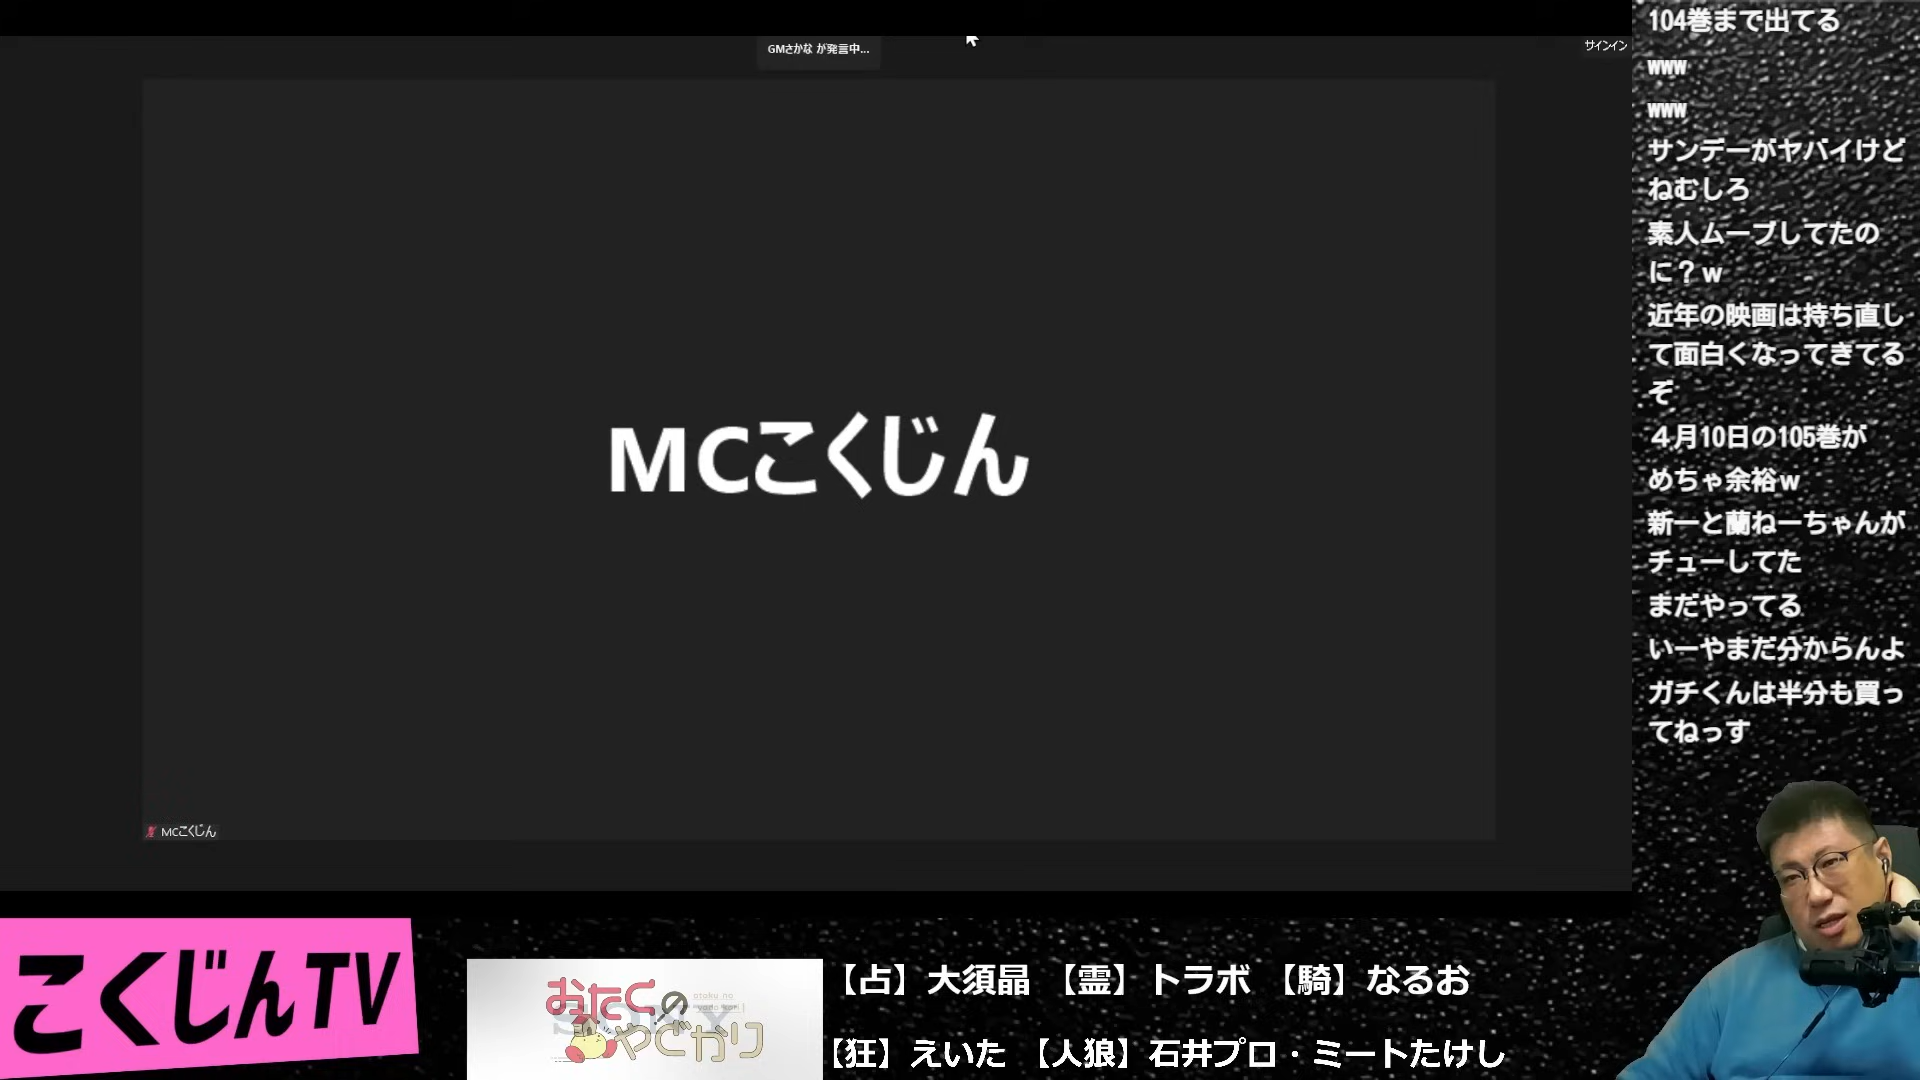 GMさかな が発言中...
サインイン
MCこくじん
MCこくじん
104巻まで出てる
www
www
サンデーがヤバイけど
ねむしろ
素人ムーブしてたの
に？ｗ
近年の映画は持ち直し
て面白くなってきてる
ぞ
４月10日の105巻が
めちゃ余裕ｗ
新一と蘭ねーちゃんが
チューしてた
まだやってる
いーやまだ分からんよ
ガチくんは半分も買っ
てねっす
こくじんTV
おたくの
otaku no
やどかり
【占】大須晶 【霊】トラボ 【騎】なるお
【狂】えいた 【人狼】石井プロ・ミートたけし